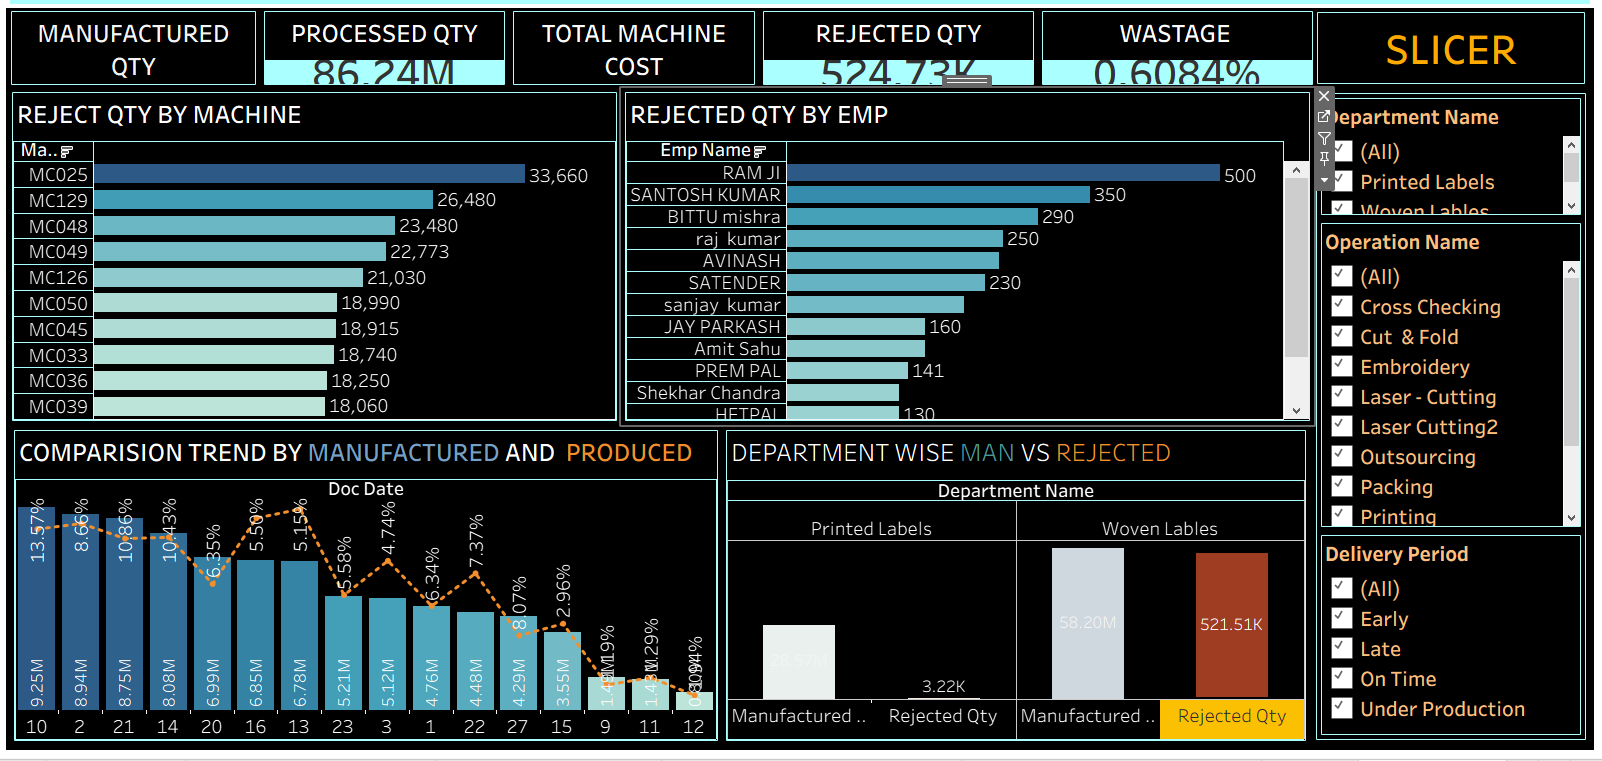 MANUFACTURED
QTY
PROCESSED QTY
86.24M
TOTAL MACHINE
COST
REJECTED QTY
524.73K
WASTAGE
0.6084%
SLICER
REJECT QTY BY MACHINE
Ma..
MC025 33,660
MC129 26,480
MC048 23,480
MC049 22,773
MC126 21,030
MC050 18,990
MC045 18,915
MC033 18,740
MC036 18,250
MC039 18,060
REJECTED QTY BY EMP
Emp Name
RAM JI 500
SANTOSH KUMAR 350
BITTU mishra 290
raj kumar 250
AVINASH
SATENDER 230
sanjay kumar
JAY PARKASH 160
Amit Sahu
PREM PAL 141
Shekhar Chandra
HETPAL 130
Department Name
(All)
Printed Labels
Woven Lables
Operation Name
(All)
Cross Checking
Cut & Fold
Embroidery
Laser - Cutting
Laser Cutting2
Outsourcing
Packing
Printing
Delivery Period
(All)
Early
Late
On Time
Under Production
COMPARISION TREND BY MANUFACTURED AND PRODUCED
Doc Date
13.57% 8.66% 10.86% 10.43% 6.35% 5.59% 5.15% 5.58% 4.74% 6.34% 7.37% 8.07% 2.96%
9.25M 8.94M 8.75M 8.08M 6.99M 6.85M 6.78M 5.21M 5.12M 4.76M 4.48M 4.29M 3.55M
10 2 21 14 20 16 13 23 3 1 22 27 15 9 11 12
DEPARTMENT WISE MAN VS REJECTED
Department Name
Printed Labels Woven Lables
58.20M 521.51K
3.22K
Manufactured .. Rejected Qty Manufactured .. Rejected Qty